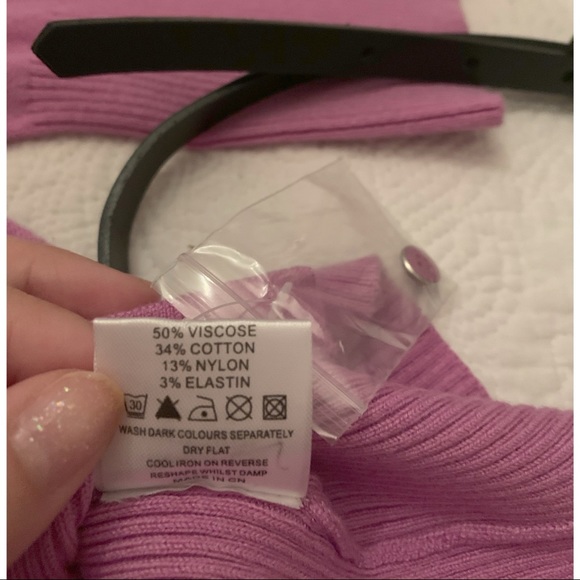 50% VISCOSE
34% COTTON
13% NYLON
3% ELASTIN
30
WASH DARK COLOURS SEPARATELY
DRY FLAT
COOL IRON ON REVERSE
RESHAPE WHILST DAMP
MADE IN CN